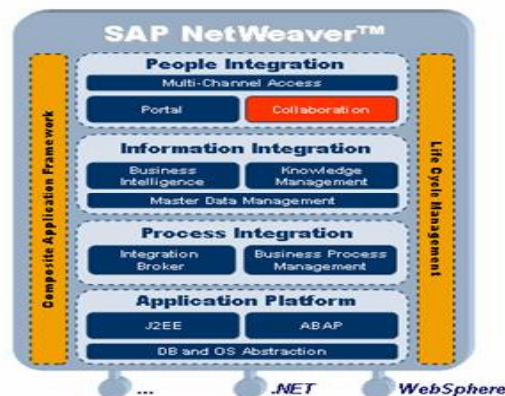 SAP NetWeaver™
People Integration
Multi-Channel Access
Portal
Collaboration
Information Integration
Business
Intelligence
Knowledge
Management
Master Data Management
Process Integration
Integration
Broker
Business Process
Management
Application Platform
J2EE
ABAP
DB and OS Abstraction
Composite Application Framework
Life Cycle Management
...
.NET
WebSphere